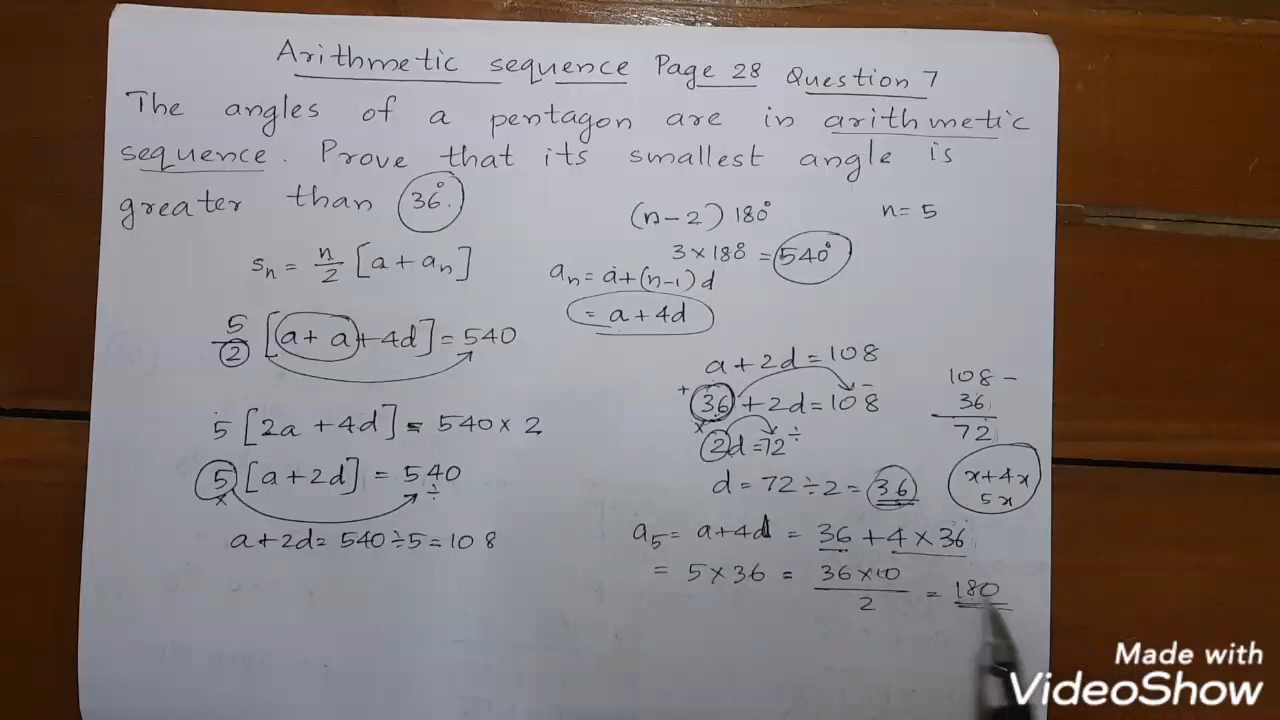 Arithmetic sequence Page 28 Question 7
The angles of a pentagon are in arithmetic
sequence. Prove that its smallest angle is
greater than 36°.
(n-2) 180° n=5
3 × 180 = 540°
Sn = n/2 [a + an]
an = a+(n-1)d
= a+4d
5/2 [a + a + 4d] = 540
5 [2a + 4d] = 540 × 2
5 [a + 2d] = 540
× ÷
a+2d = 540 ÷ 5 = 108
a + 2d = 108
+ 36 + 2d = 108 -
× 2d = 72 ÷
d = 72 ÷ 2 = 36
108 -
36
72
x+4x
5x
a5 = a+4d = 36 + 4 × 36
= 5 × 36 = 36×10/2 = 180
Made with
VideoShow